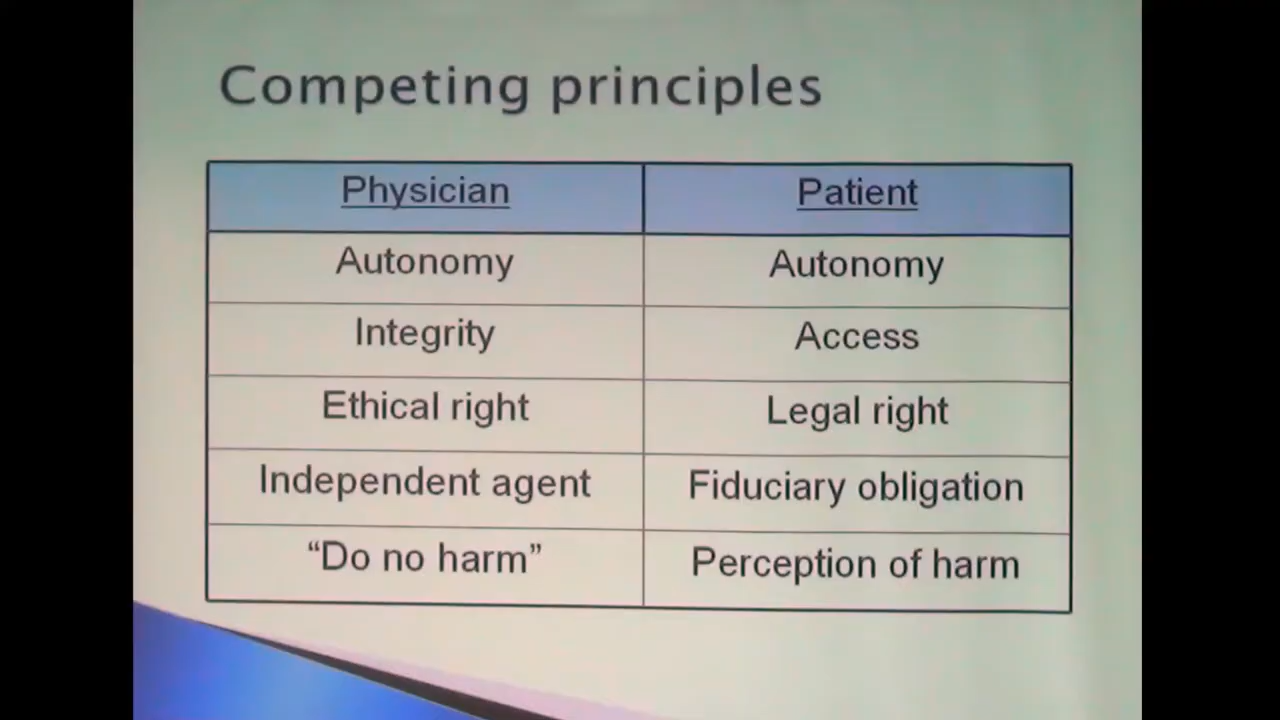 Competing principles
Physician Patient
Autonomy Autonomy
Integrity Access
Ethical right Legal right
Independent agent Fiduciary obligation
“Do no harm” Perception of harm